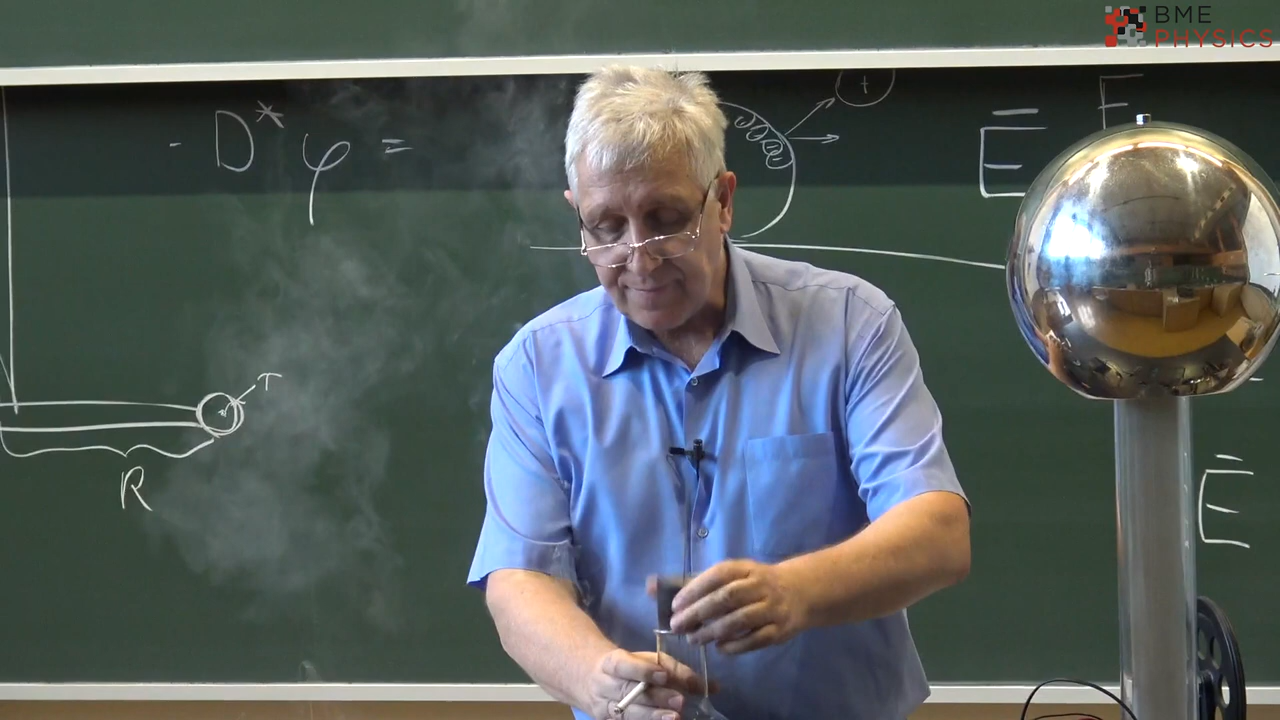 BME
PHYSICS
- D* φ =
+
E̅
F
T
R
E̅